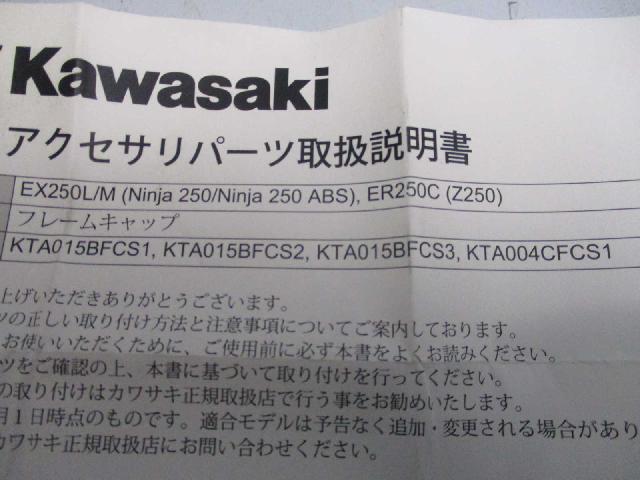 Kawasaki
アクセサリパーツ取扱説明書
EX250L/M (Ninja 250/Ninja 250 ABS), ER250C (Z250)
フレームキャップ
KTA015BFCS1, KTA015BFCS2, KTA015BFCS3, KTA004CFCS1
上げいただきありがとうございます。
ツの正しい取り付け方法と注意事項についてご案内しております。
お使いいただくために、ご使用前に必ず本書をよくお読みください。
ツをご確認の上、本書に基づいて取り付けを行ってください。
の取り付けはカワサキ正規取扱店で行う事をお勧めいたします。
月1日時点のものです。適合モデルは予告なく追加・変更される場合があり
カワサキ正規取扱店にお問い合わせください。